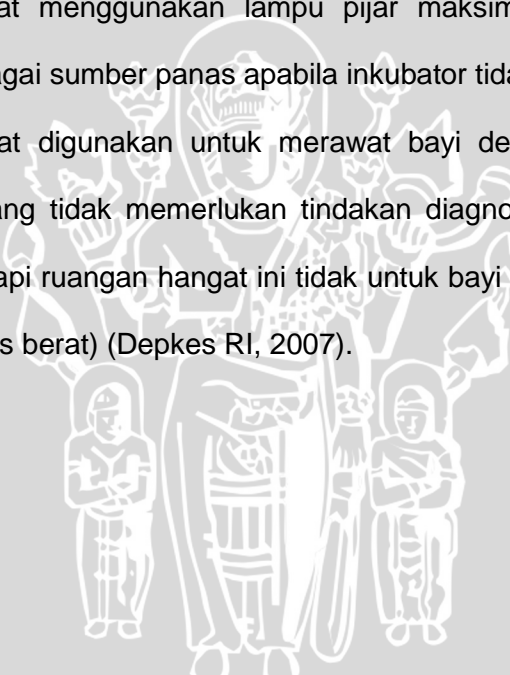 at menggunakan lampu pijar maksim
agai sumber panas apabila inkubator tida
at digunakan untuk merawat bayi de
ang tidak memerlukan tindakan diagno
api ruangan hangat ini tidak untuk bayi
s berat) (Depkes RI, 2007).